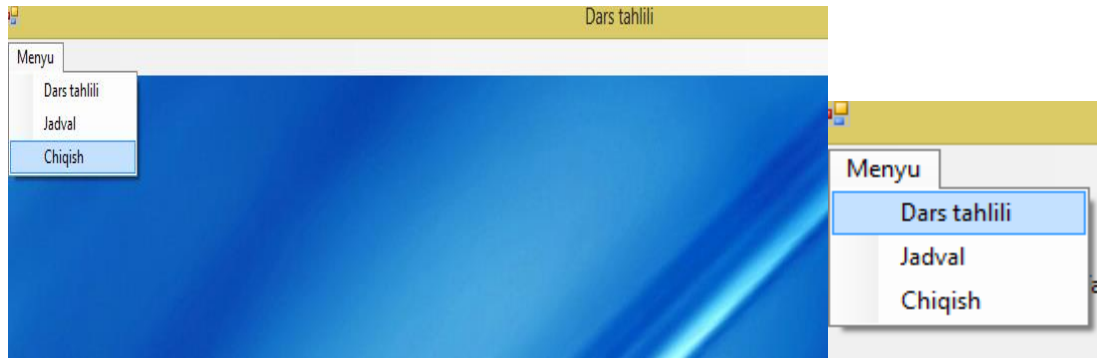 Dars tahlili
Menyu
Dars tahlili
Jadval
Chiqish
Menyu
Dars tahlili
Jadval
Chiqish